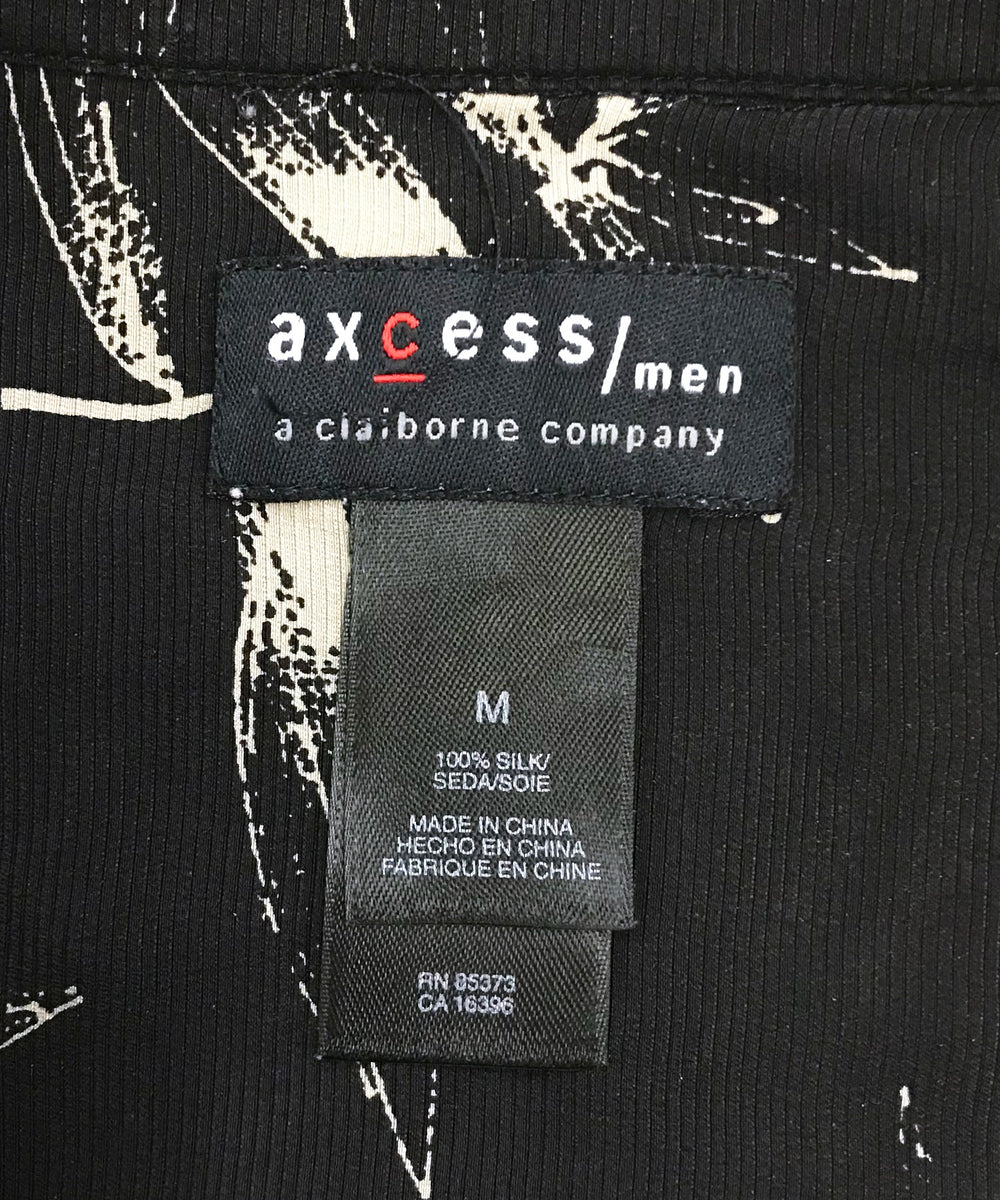 axcess/men
a claiborne company
M
100% SILK/
SEDA/SOIE
MADE IN CHINA
HECHO EN CHINA
FABRIQUE EN CHINE
RN 85373
CA 16396